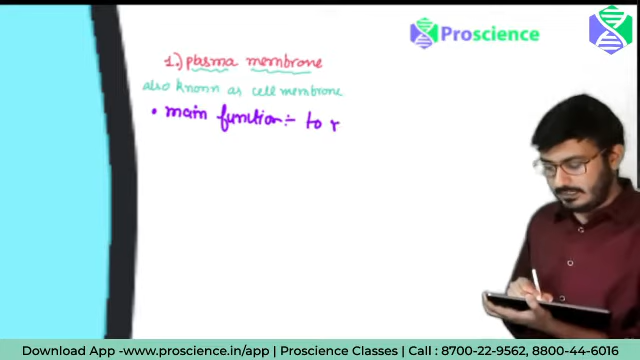 Proscience
1.) plasma membrane
also known as cell membrane
• main function :- to r
Download App -www.proscience.in/app | Proscience Classes | Call : 8700-22-9562, 8800-44-6016